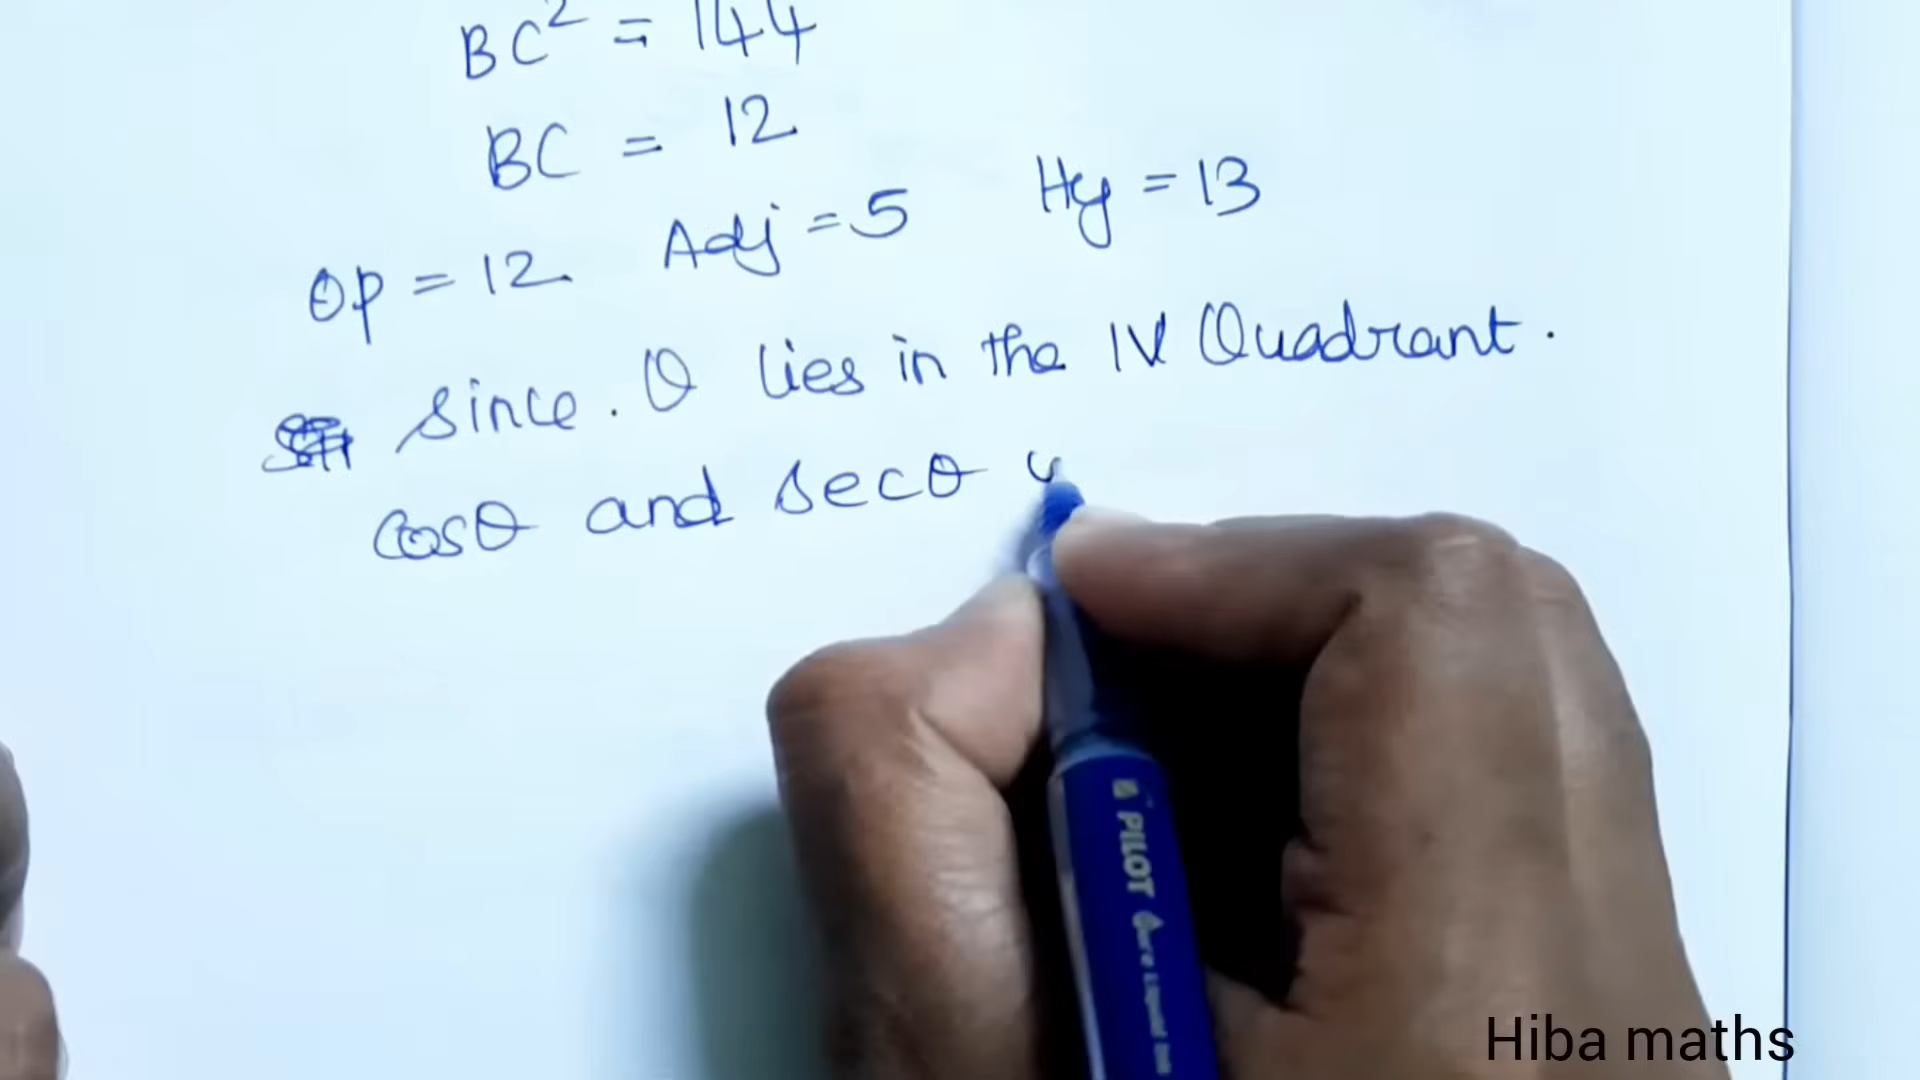 BC² = 144
BC = 12
Op = 12 Adj = 5 Hy = 13
since. θ lies in the IV Quadrant.
cosθ and secθ
PILOT
Hiba maths